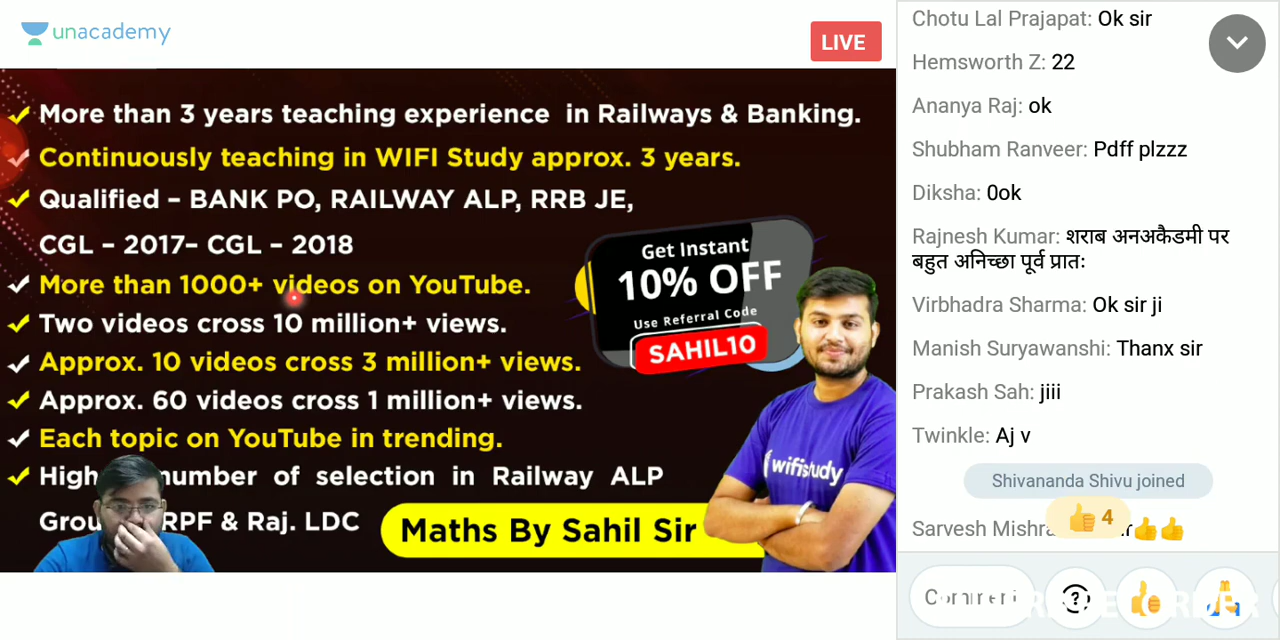 unacademy
LIVE
More than 3 years teaching experience in Railways & Banking.
Continuously teaching in WIFI Study approx. 3 years.
Qualified – BANK PO, RAILWAY ALP, RRB JE,
CGL – 2017– CGL – 2018
More than 1000+ videos on YouTube.
Two videos cross 10 million+ views.
Approx. 10 videos cross 3 million+ views.
Approx. 60 videos cross 1 million+ views.
Each topic on YouTube in trending.
number of selection in Railway ALP
RPF & Raj. LDC
Get Instant
10% OFF
Use Referral Code
SAHIL10
wifistudy
Maths By Sahil Sir
Chotu Lal Prajapat: Ok sir
Hemsworth Z: 22
Ananya Raj: ok
Shubham Ranveer: Pdff plzzz
Diksha: 0ok
Rajnesh Kumar: शराब अनअकैडमी पर
बहुत अनिच्छा पूर्व प्रातः
Virbhadra Sharma: Ok sir ji
Manish Suryawanshi: Thanx sir
Prakash Sah: jiii
Twinkle: Aj v
Shivananda Shivu joined
Sarvesh Mishra
4